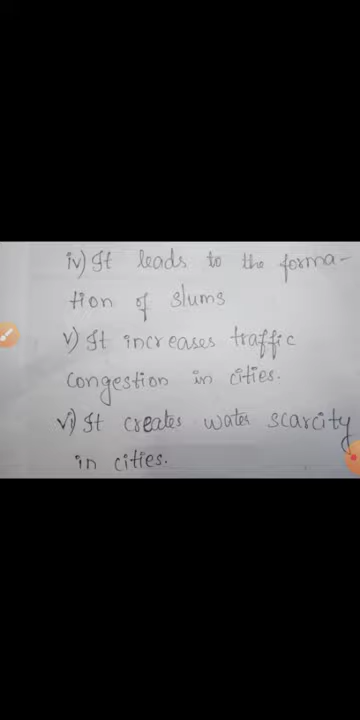 iv) It leads to the forma-
tion of slums
v) It increases traffic
congestion in cities.
vi) It creates water scarcity
in cities.